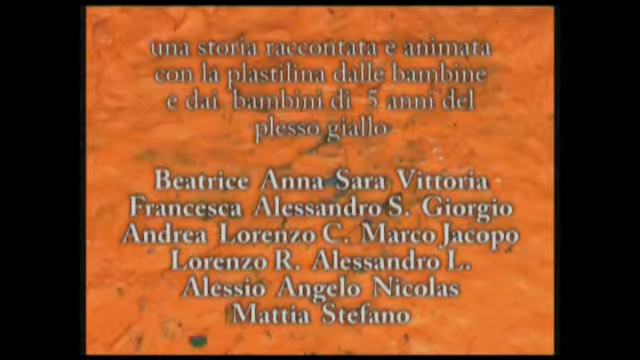 una storia raccontata e animata
con la plastilina dalle bambine
e dai bambini di 5 anni del
plesso giallo
Beatrice Anna Sara Vittoria
Francesca Alessandro S. Giorgio
Andrea Lorenzo C. Marco Jacopo
Lorenzo R. Alessandro L.
Alessio Angelo Nicolas
Mattia Stefano